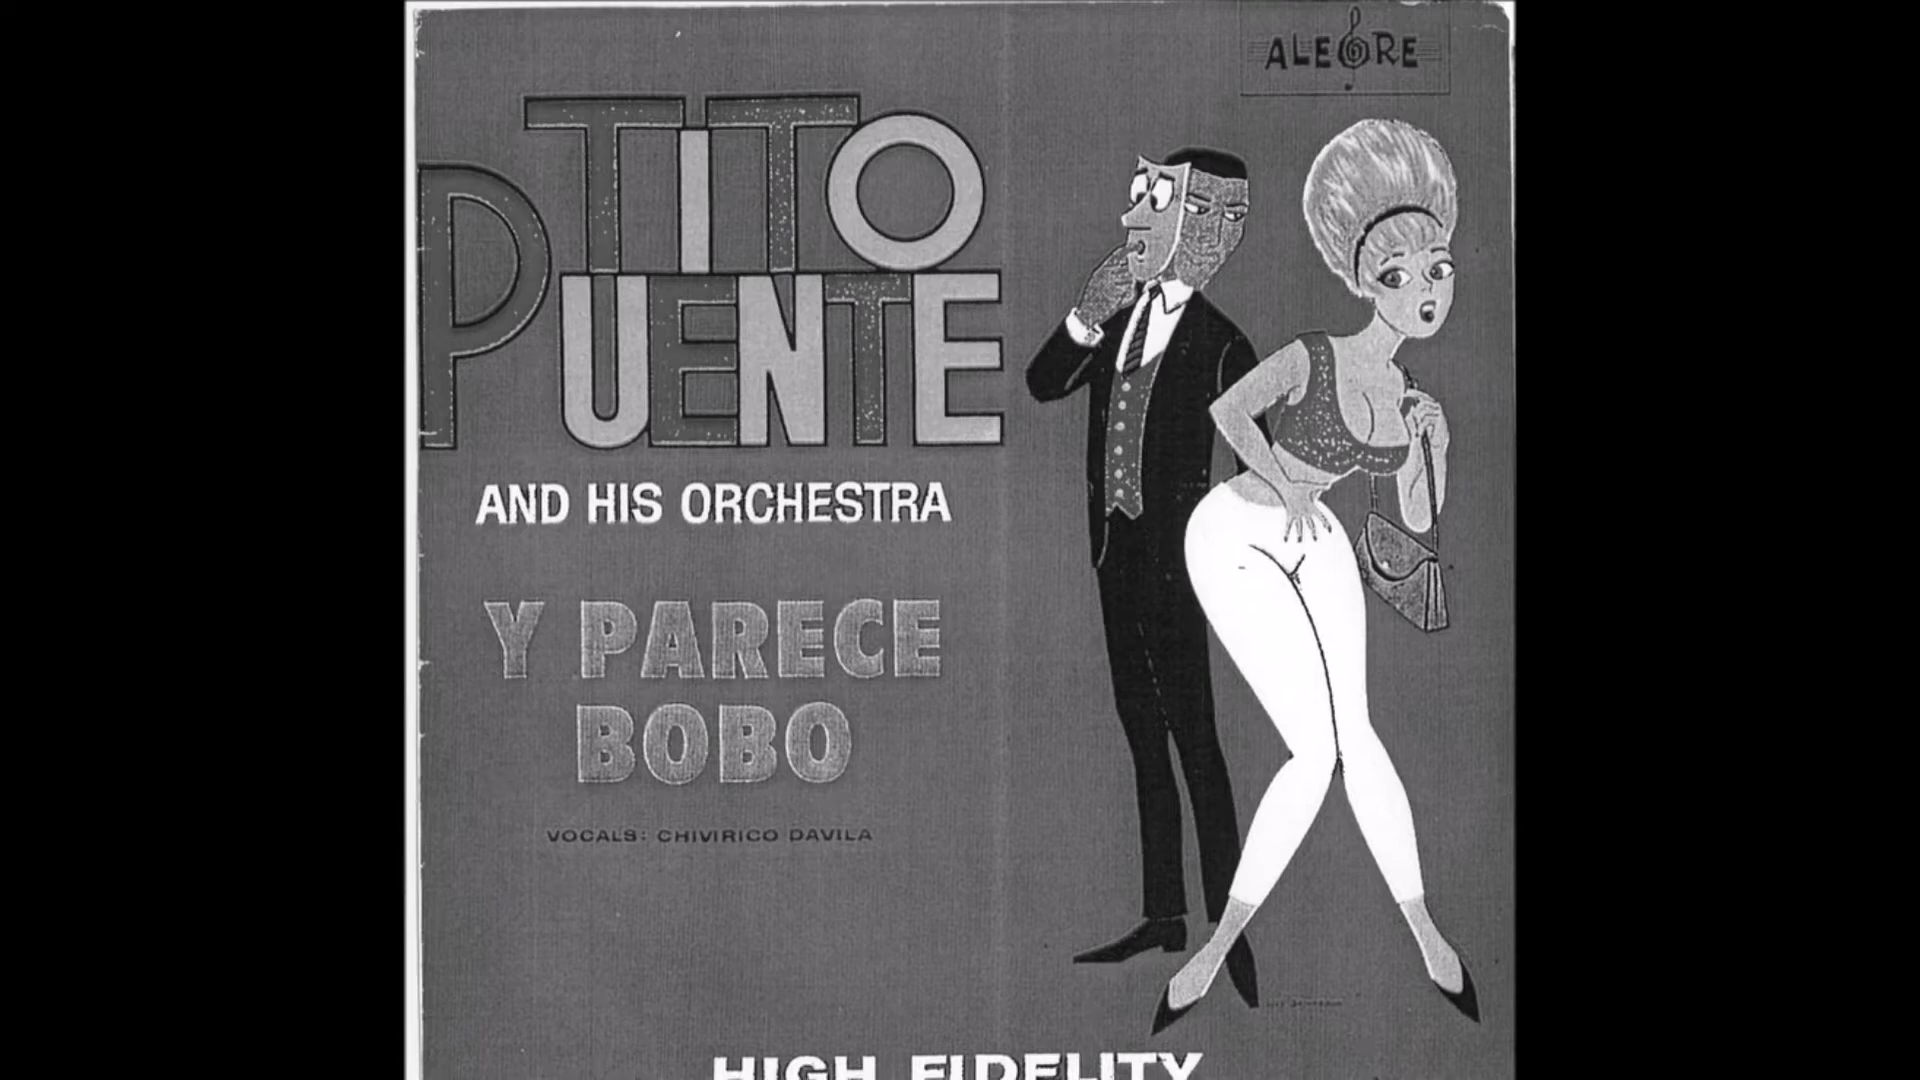 ALEGRE
TITO
PUENTE
AND HIS ORCHESTRA
Y PARECE
BOBO
VOCALS: CHIVIRICO DAVILA
HIGH FIDELITY